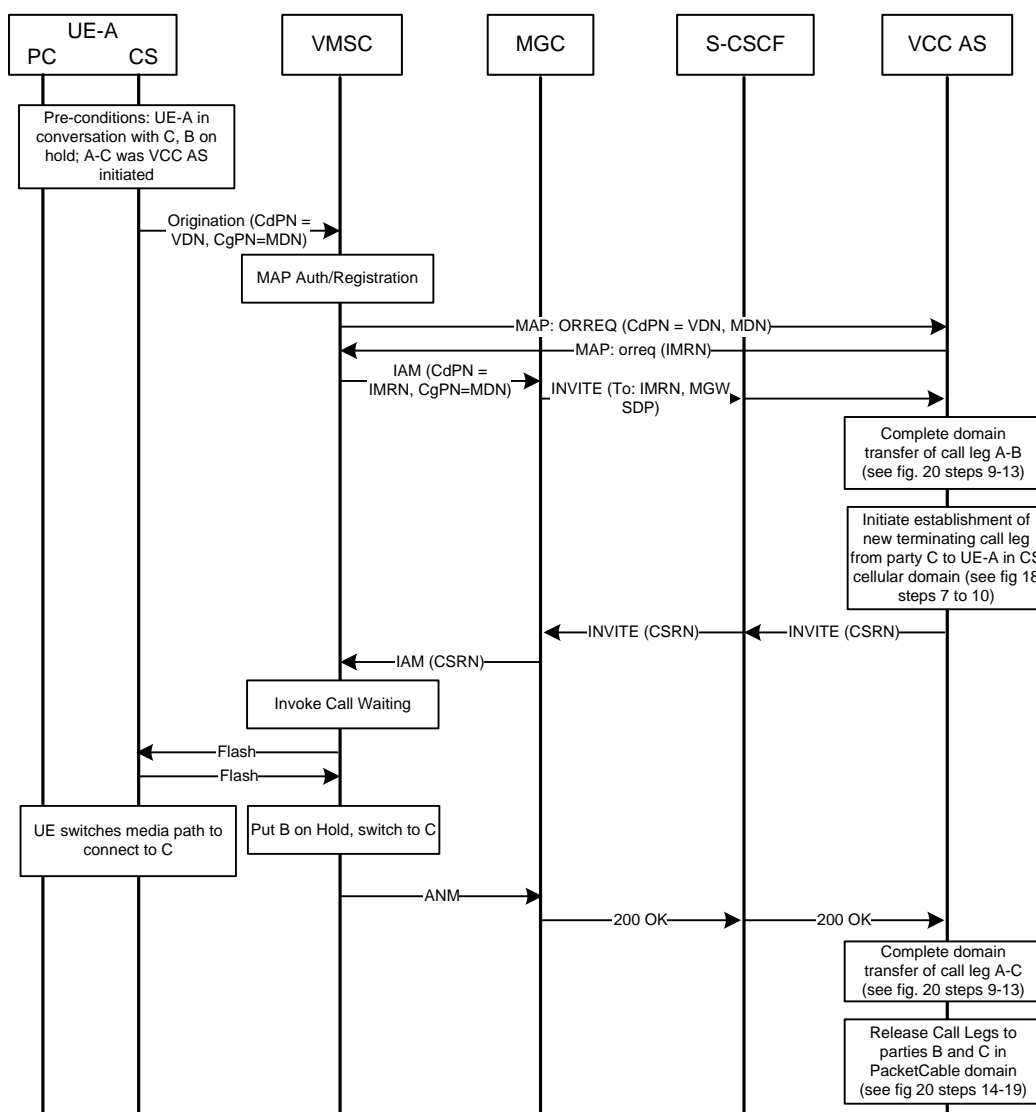 UE-A
PC CS
VMSC
MGC
S-CSCF
VCC AS
Pre-conditions: UE-A in
conversation with C, B on
hold; A-C was VCC AS
initiated
Origination (CdPN =
VDN, CgPN=MDN)
MAP Auth/Registration
MAP: ORREQ (CdPN = VDN, MDN)
MAP: orreq (IMRN)
IAM (CdPN =
IMRN, CgPN=MDN)
INVITE (To: IMRN, MGW
SDP)
Complete domain
transfer of call leg A-B
(see fig. 20 steps 9-13)
Initiate establishment of
new terminating call leg
from party C to UE-A in CS
cellular domain (see fig 18
steps 7 to 10)
INVITE (CSRN)
INVITE (CSRN)
IAM (CSRN)
Invoke Call Waiting
Flash
Flash
UE switches media path to
connect to C
Put B on Hold, switch to C
ANM
200 OK
200 OK
Complete domain
transfer of call leg A-C
(see fig. 20 steps 9-13)
Release Call Legs to
parties B and C in
PacketCable domain
(see fig 20 steps 14-19)